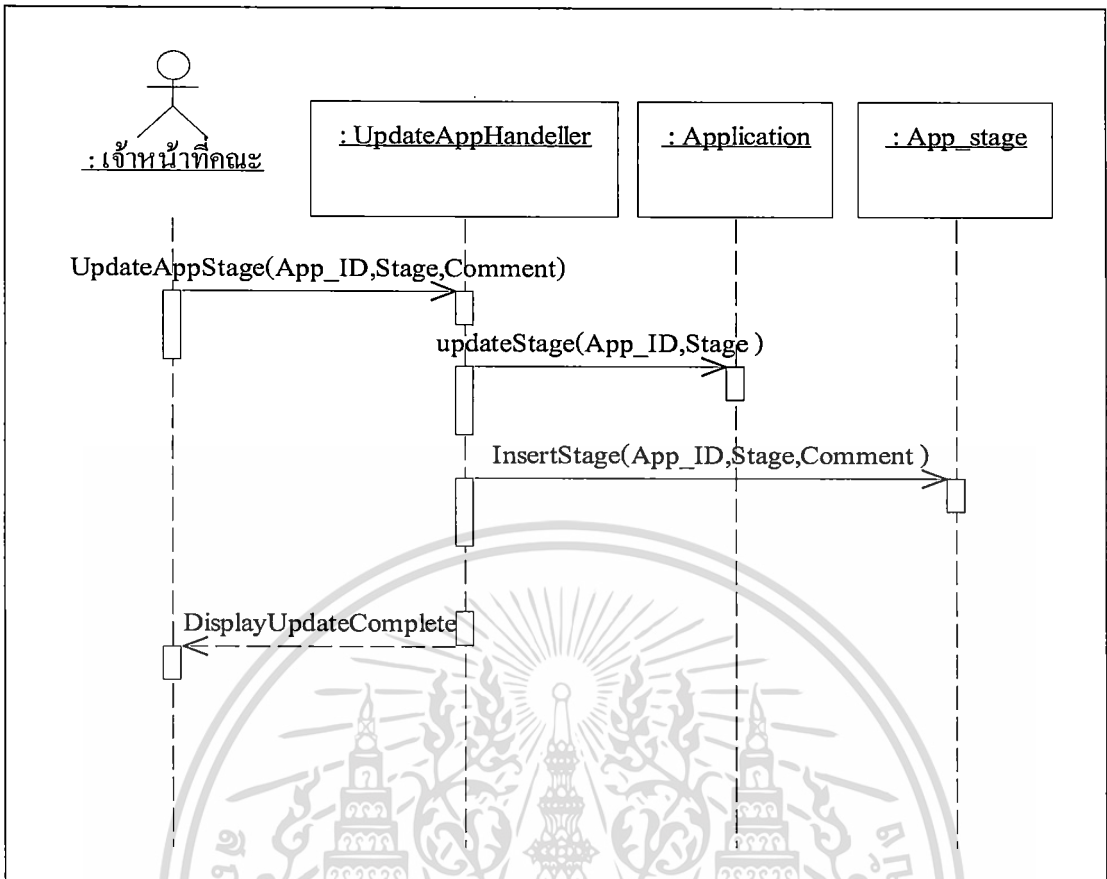 : เจ้าหน้าที่คณะ
: UpdateAppHandeller
: Application
: App_stage
UpdateAppStage(App_ID,Stage,Comment)
updateStage(App_ID,Stage )
InsertStage(App_ID,Stage,Comment )
DisplayUpdateComplete